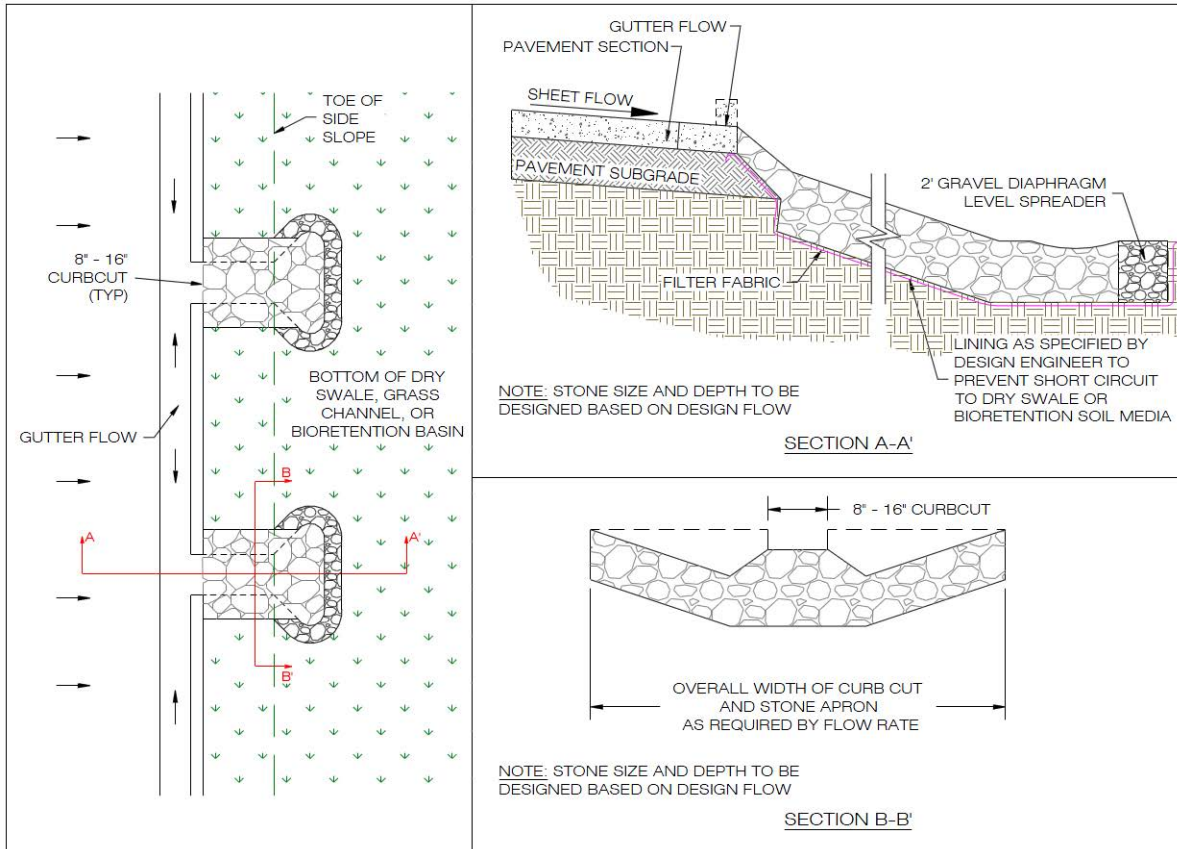 TOE OF
SIDE
SLOPE
8" - 16"
CURBCUT
(TYP)
BOTTOM OF DRY
SWALE, GRASS
CHANNEL, OR
BIORETENTION BASIN
GUTTER FLOW
B
A
A'
B'
GUTTER FLOW
PAVEMENT SECTION
SHEET FLOW
PAVEMENT SUBGRADE
2' GRAVEL DIAPHRAGM
LEVEL SPREADER
FILTER FABRIC
LINING AS SPECIFIED BY
DESIGN ENGINEER TO
PREVENT SHORT CIRCUIT
TO DRY SWALE OR
BIORETENTION SOIL MEDIA
NOTE: STONE SIZE AND DEPTH TO BE
DESIGNED BASED ON DESIGN FLOW
SECTION A-A'
8" - 16" CURBCUT
OVERALL WIDTH OF CURB CUT
AND STONE APRON
AS REQUIRED BY FLOW RATE
NOTE: STONE SIZE AND DEPTH TO BE
DESIGNED BASED ON DESIGN FLOW
SECTION B-B'